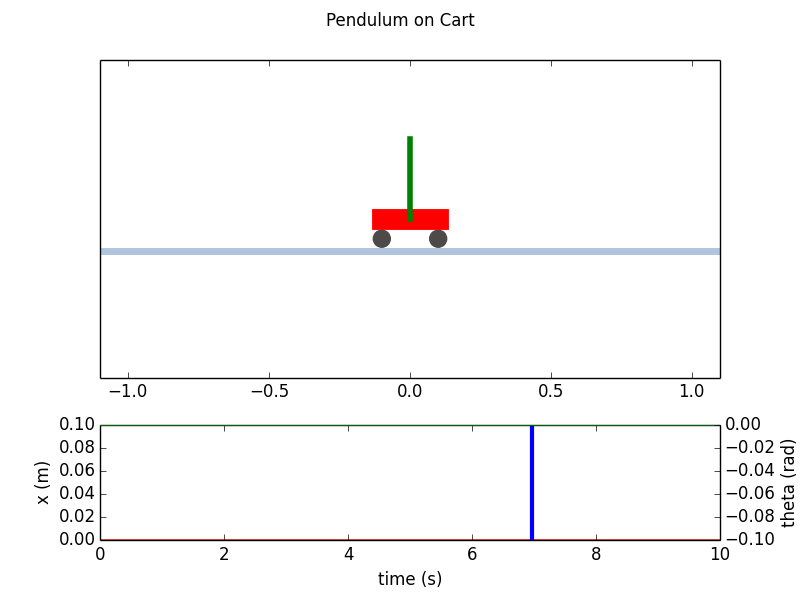 Pendulum on Cart
−1.0 −0.5 0.0 0.5 1.0
0.10 0.00
0.08 −0.02
0.06 −0.04
0.04 −0.06
0.02 −0.08
0.00 −0.10
x (m)
theta (rad)
0 2 4 6 8 10
time (s)